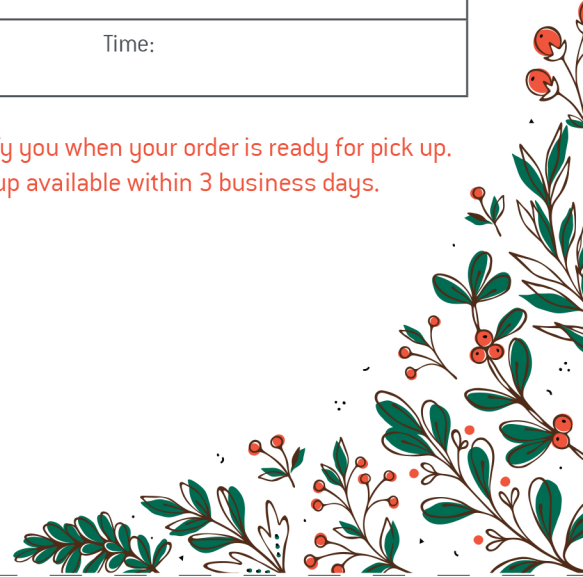 Time:
y you when your order is ready for pick up.
up available within 3 business days.